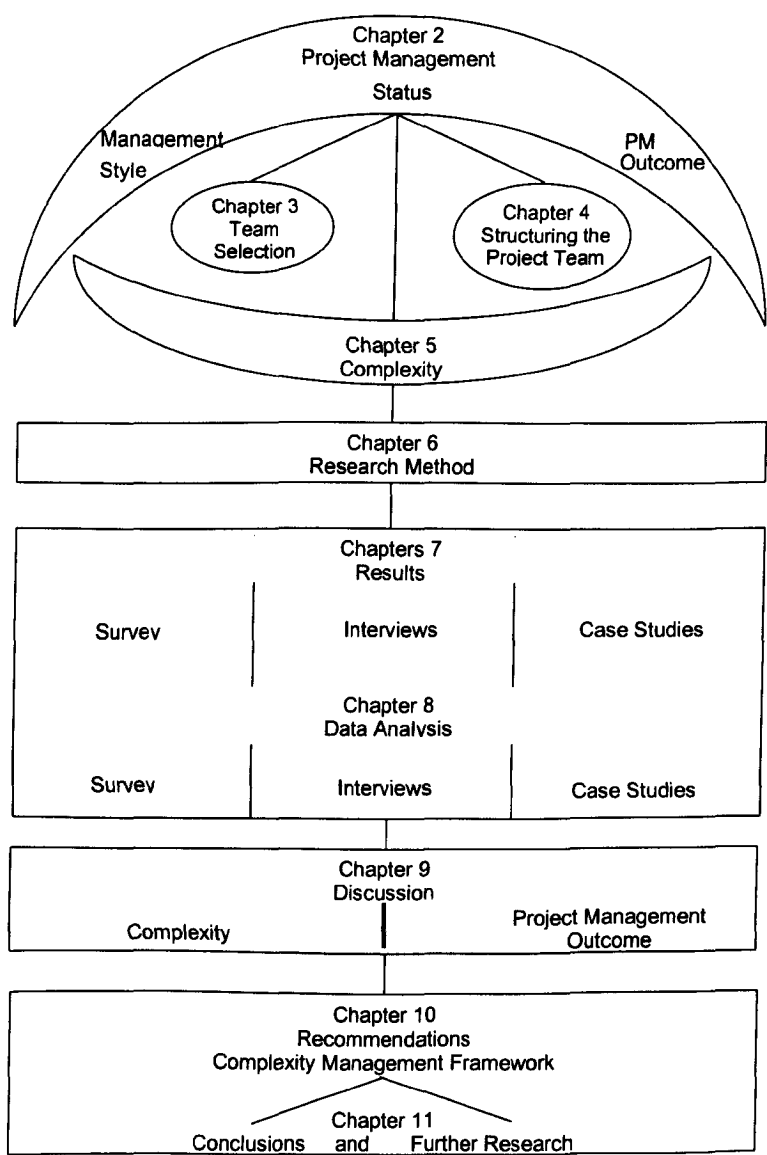 Chapter 2
Project Management
Status
Management
Style
PM
Outcome
Chapter 3
Team
Selection
Chapter 4
Structuring the
Project Team
Chapter 5
Complexity
Chapter 6
Research Method
Chapters 7
Results
Survey
Interviews
Case Studies
Chapter 8
Data Analysis
Survey
Interviews
Case Studies
Chapter 9
Discussion
Complexity
Project Management
Outcome
Chapter 10
Recommendations
Complexity Management Framework
Chapter 11
Conclusions and Further Research